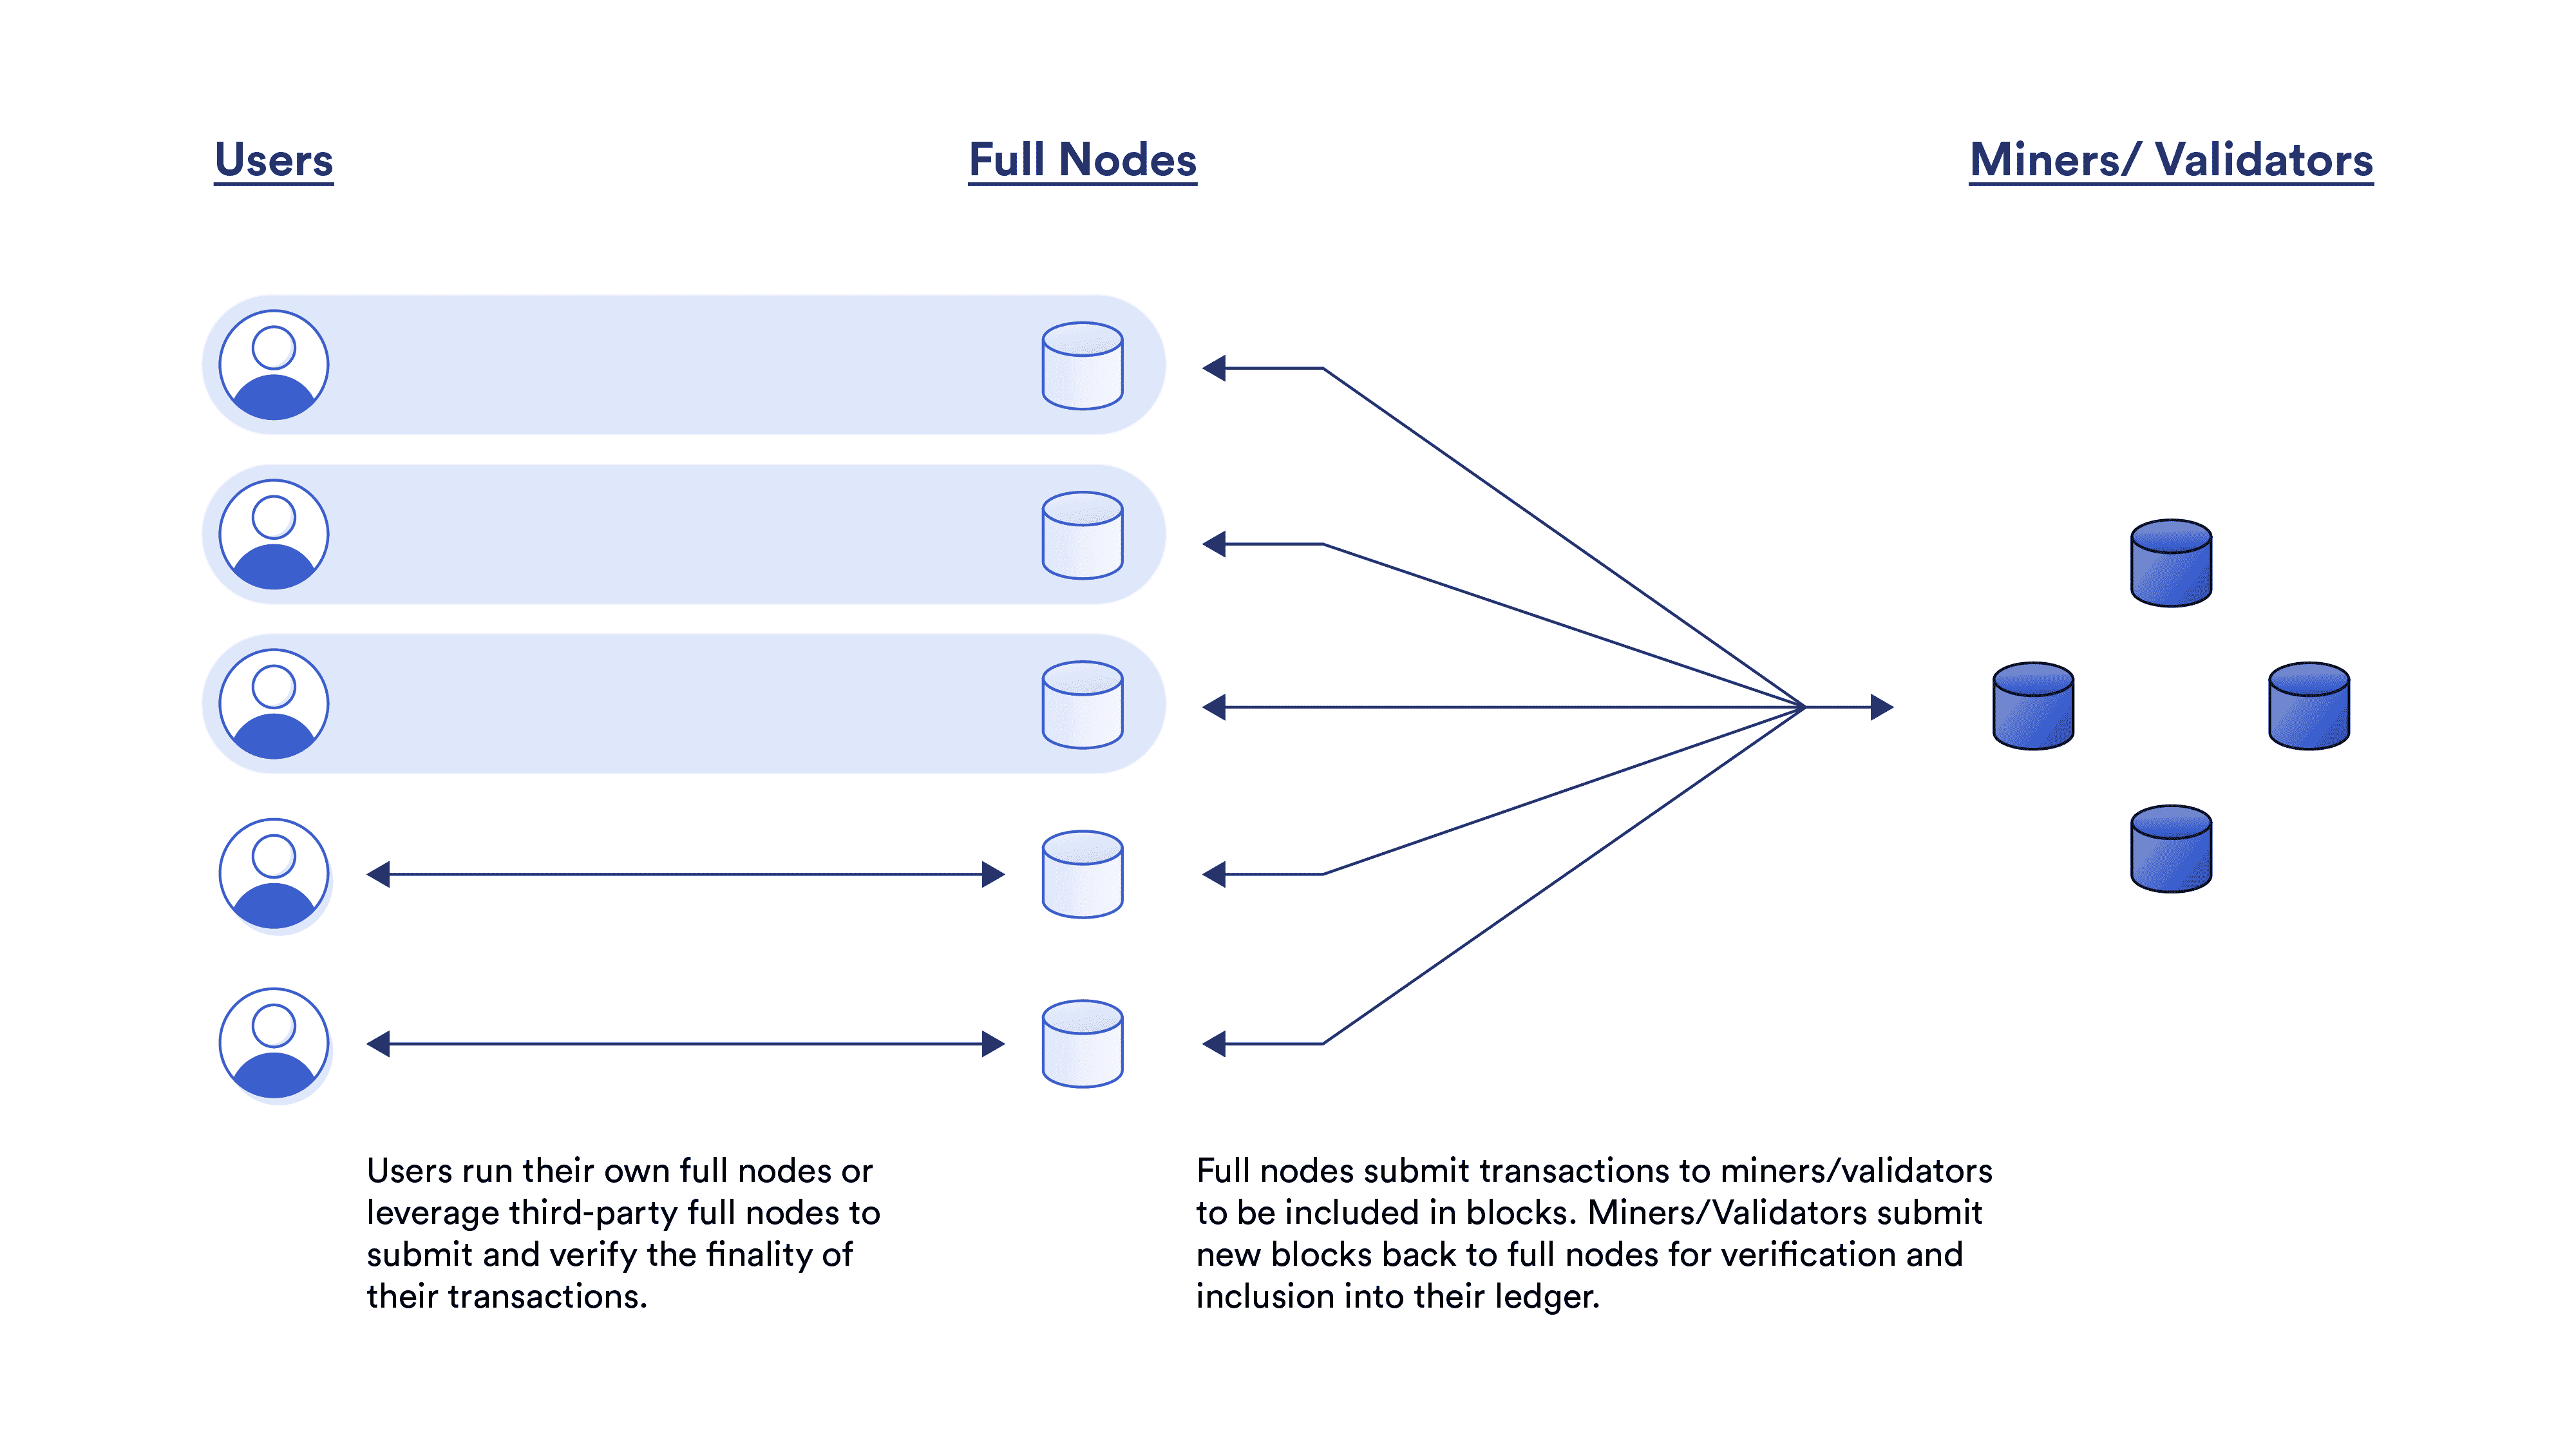 Users
Full Nodes
Miners/ Validators
Users run their own full nodes or
leverage third-party full nodes to
submit and verify the finality of
their transactions.
Full nodes submit transactions to miners/validators
to be included in blocks. Miners/Validators submit
new blocks back to full nodes for verification and
inclusion into their ledger.